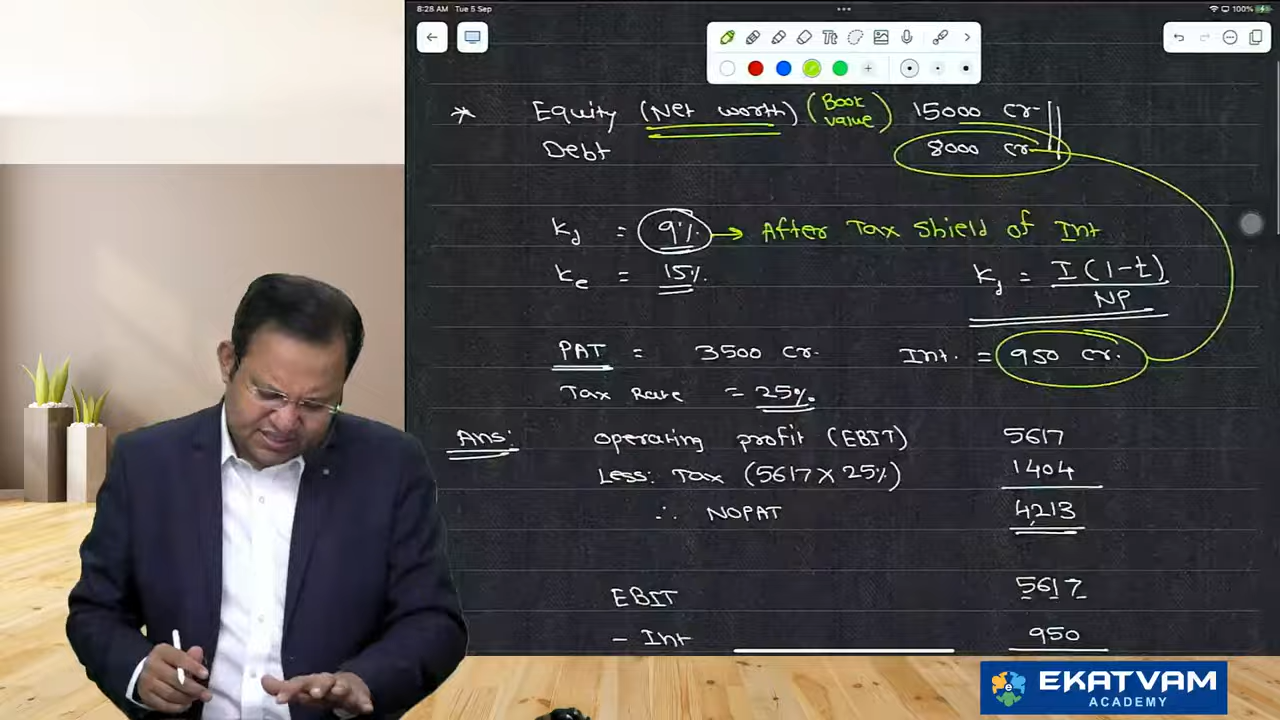 8:28 AM Tue 5 Sep
100%
* Equity (Net worth) (Book value) 15000 cr
Debt 8000 cr
Kd = 9% → After Tax Shield of Int
Ke = 15%
Kd = I(1-t)
NP
PAT = 3500 Cr. Int. = 950 Cr.
Tax Rate = 25%
Ans: operating profit (EBIT) 5617
Less: Tax (5617 X 25%) 1404
∴ NOPAT 4213
EBIT 5617
- Int 950
EKATVAM
ACADEMY